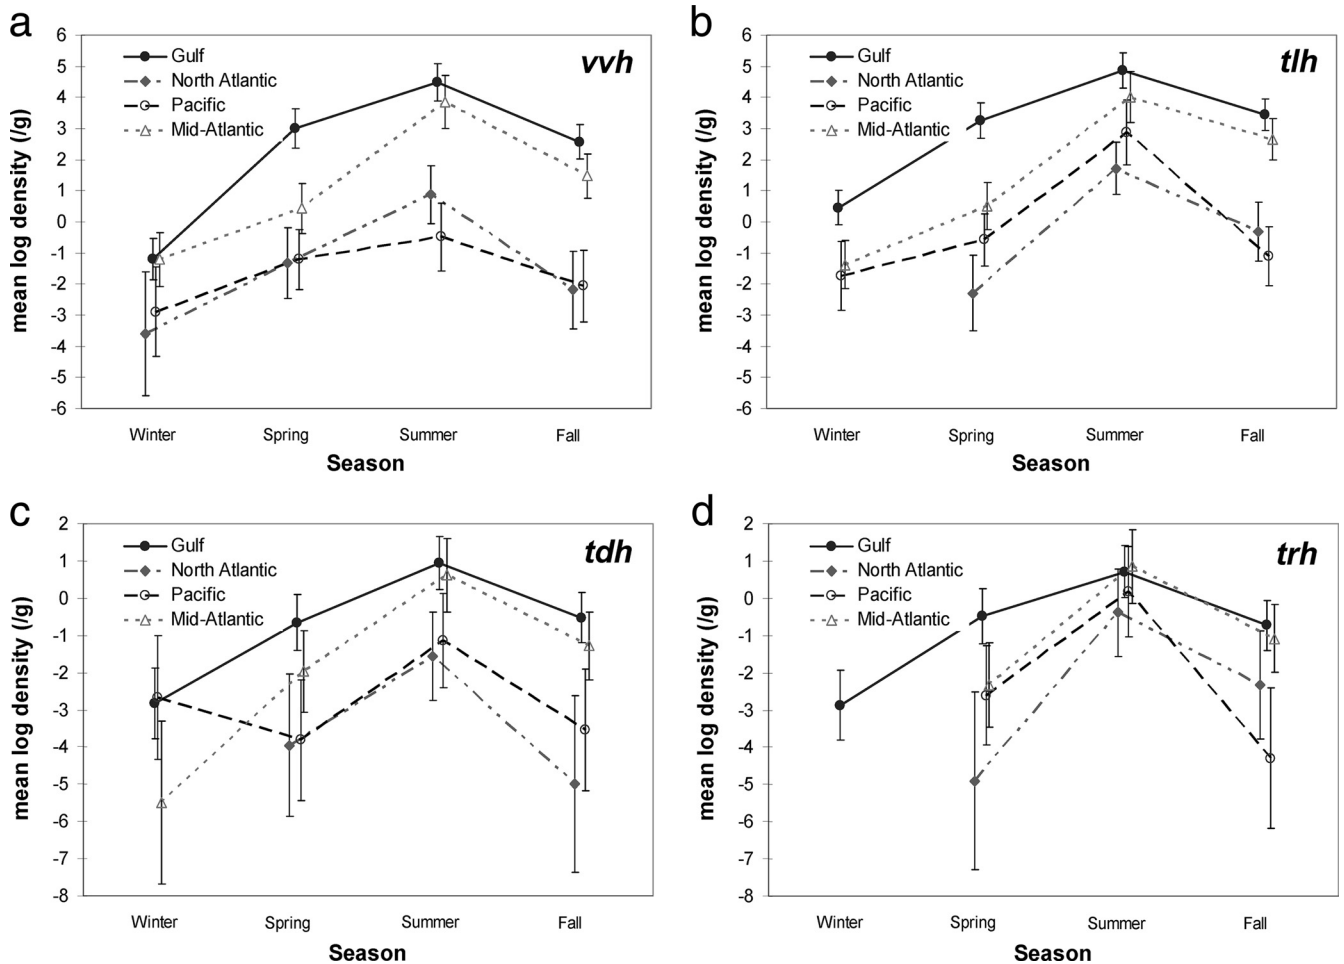 a
vvh
Gulf
North Atlantic
Pacific
Mid-Atlantic
mean log density (/g)
6
5
4
3
2
1
0
-1
-2
-3
-4
-5
-6
Winter
Spring
Summer
Fall
Season
b
tlh
Gulf
North Atlantic
Pacific
Mid-Atlantic
mean log density (/g)
6
5
4
3
2
1
0
-1
-2
-3
-4
-5
-6
Winter
Spring
Summer
Fall
Season
c
tdh
Gulf
North Atlantic
Pacific
Mid-Atlantic
mean log density (/g)
2
1
0
-1
-2
-3
-4
-5
-6
-7
-8
Winter
Spring
Summer
Fall
Season
d
trh
Gulf
North Atlantic
Pacific
Mid-Atlantic
mean log density (/g)
2
1
0
-1
-2
-3
-4
-5
-6
-7
-8
Winter
Spring
Summer
Fall
Season